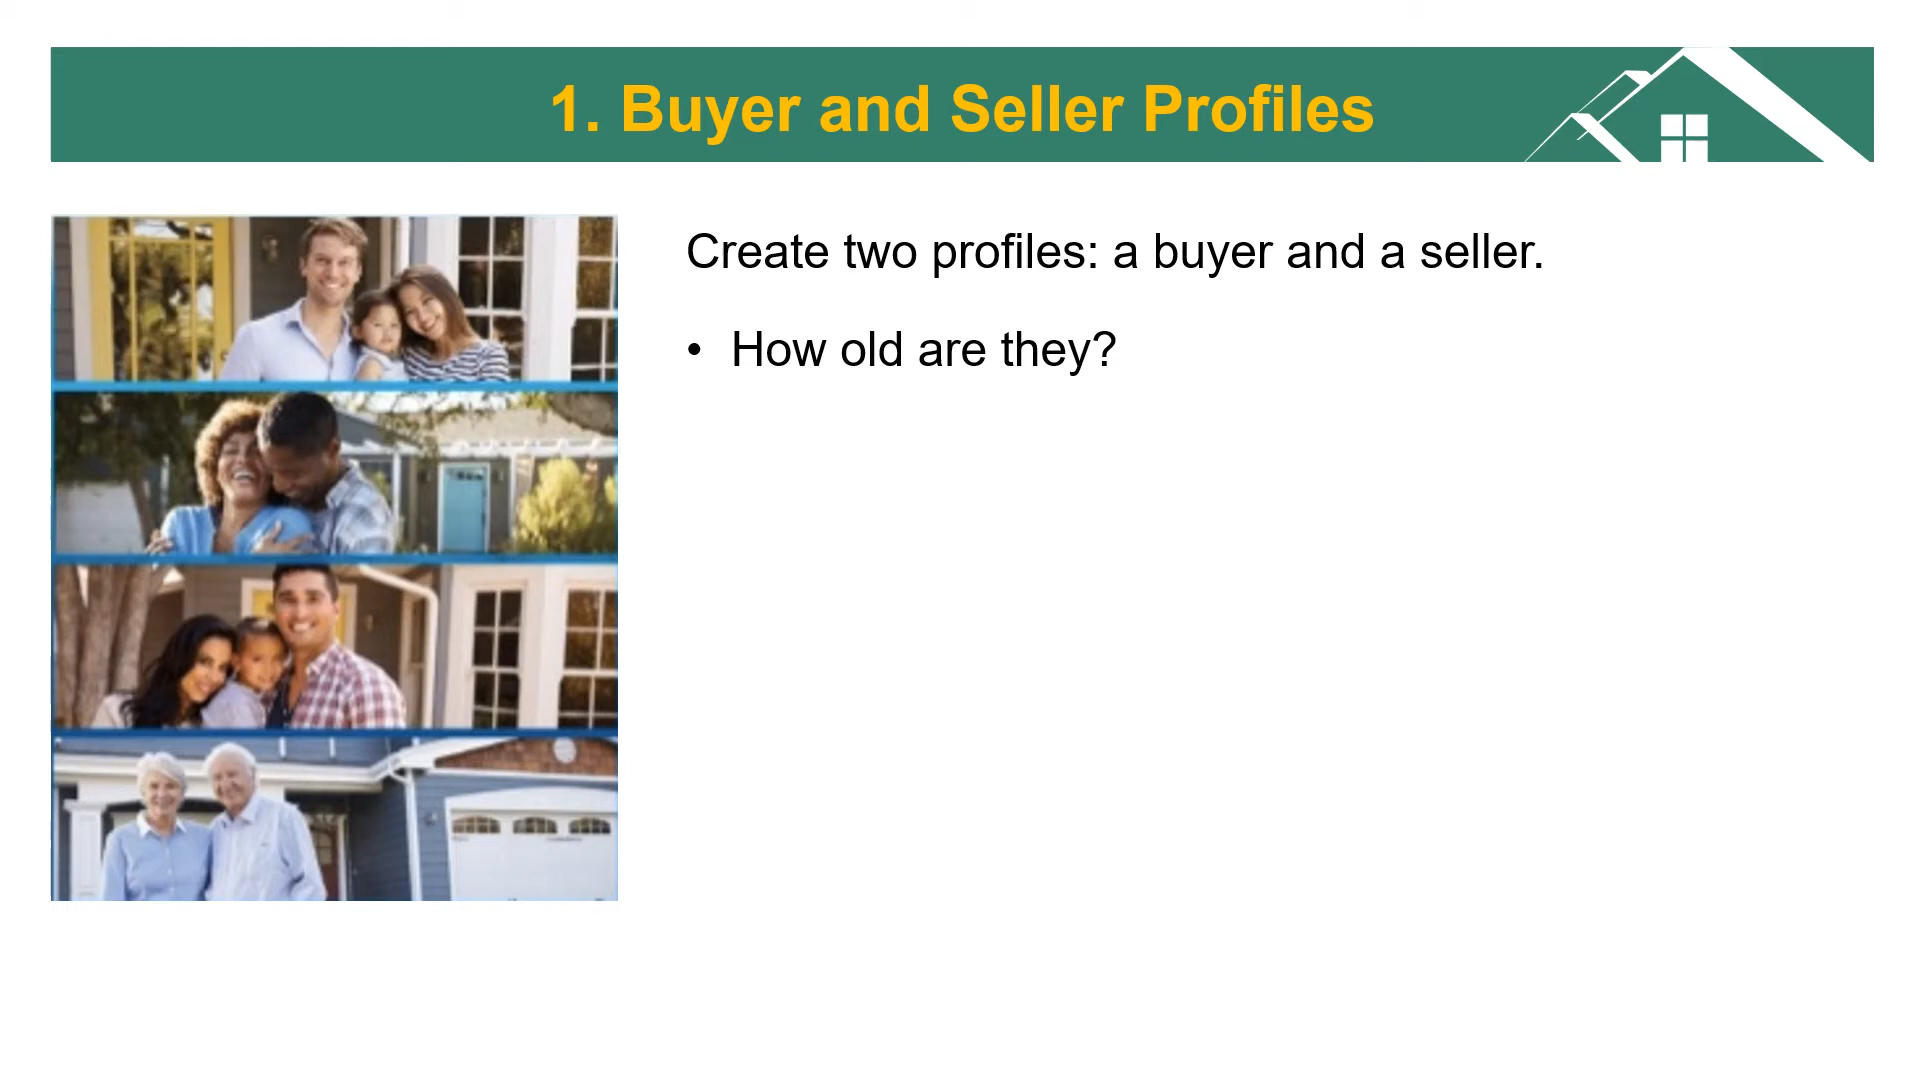 1. Buyer and Seller Profiles
Create two profiles: a buyer and a seller.
• How old are they?